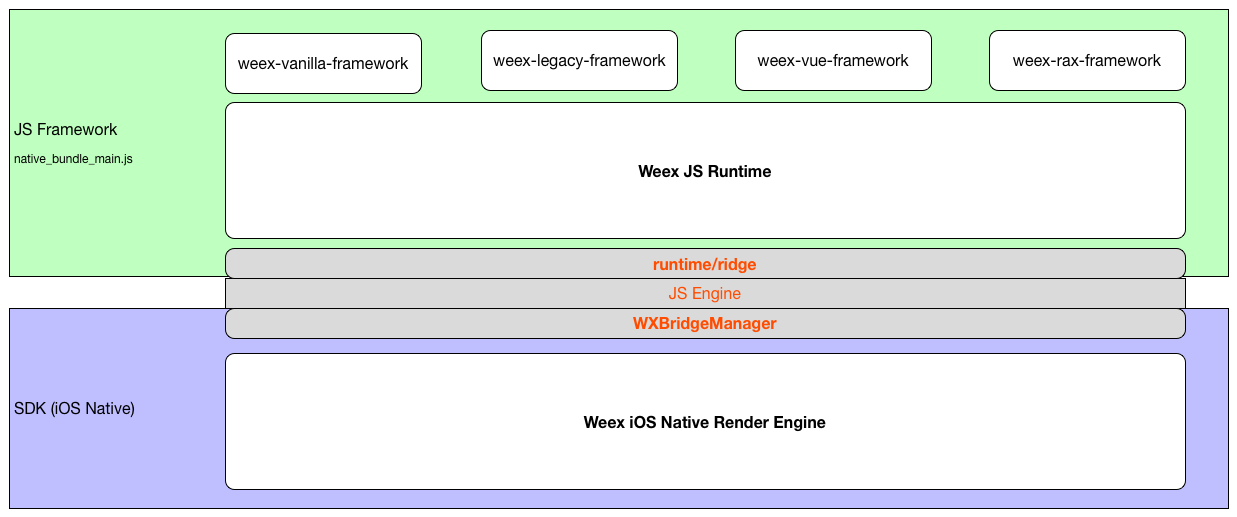 weex-vanilla-framework
weex-legacy-framework
weex-vue-framework
weex-rax-framework
JS Framework
native_bundle_main.js
Weex JS Runtime
runtime/ridge
JS Engine
WXBridgeManager
SDK (iOS Native)
Weex iOS Native Render Engine